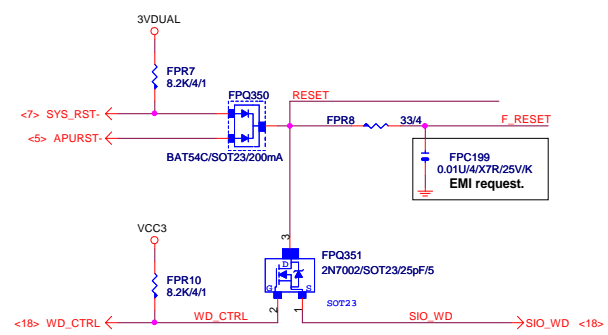 3VDUAL
FPR7
8.2K/4/1
FPQ350
RESET
<7> SYS_RST-
FPR8 33/4 F_RESET
<5> APURST-
BAT54C/SOT23/200mA
FPC199
0.01U/4/X7R/25V/K
EMI request.
VCC3
3
FPQ351
D
2N7002/SOT23/25pF/5
FPR10
8.2K/4/1
G S
SOT23
2 1
<18> WD_CTRL WD_CTRL SIO_WD SIO_WD <18>